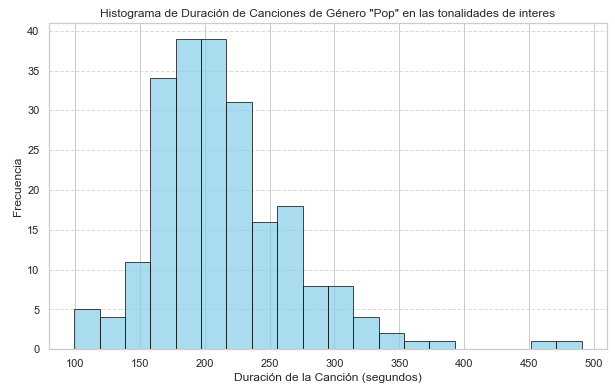 Histograma de Duración de Canciones de Género "Pop" en las tonalidades de interes
40
35
30
25
20
15
10
5
0
Frecuencia
100 150 200 250 300 350 400 450 500
Duración de la Canción (segundos)